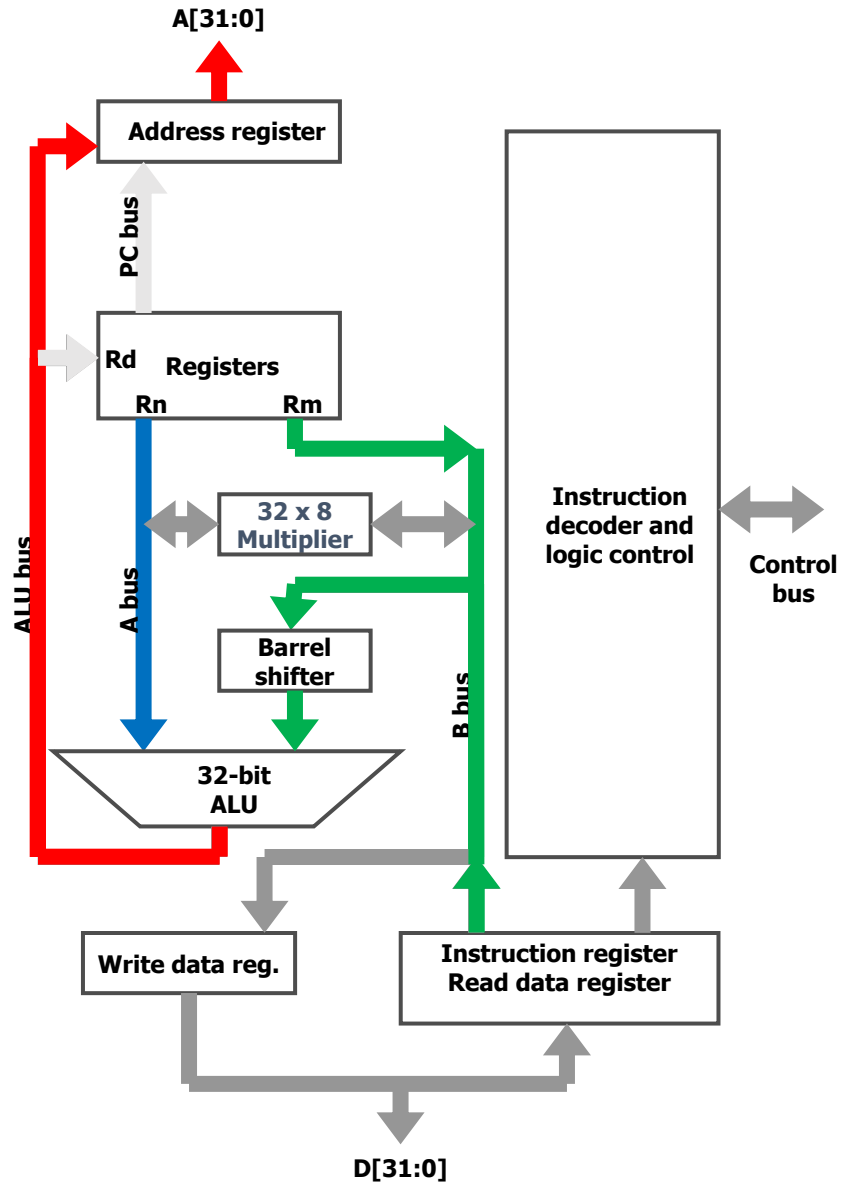 A[31:0]
Address register
PC bus
Rd
Registers
Rn
Rm
32 x 8
Multiplier
Instruction
decoder and
logic control
Control
bus
ALU bus
A bus
Barrel
shifter
B bus
32-bit
ALU
Write data reg.
Instruction register
Read data register
D[31:0]